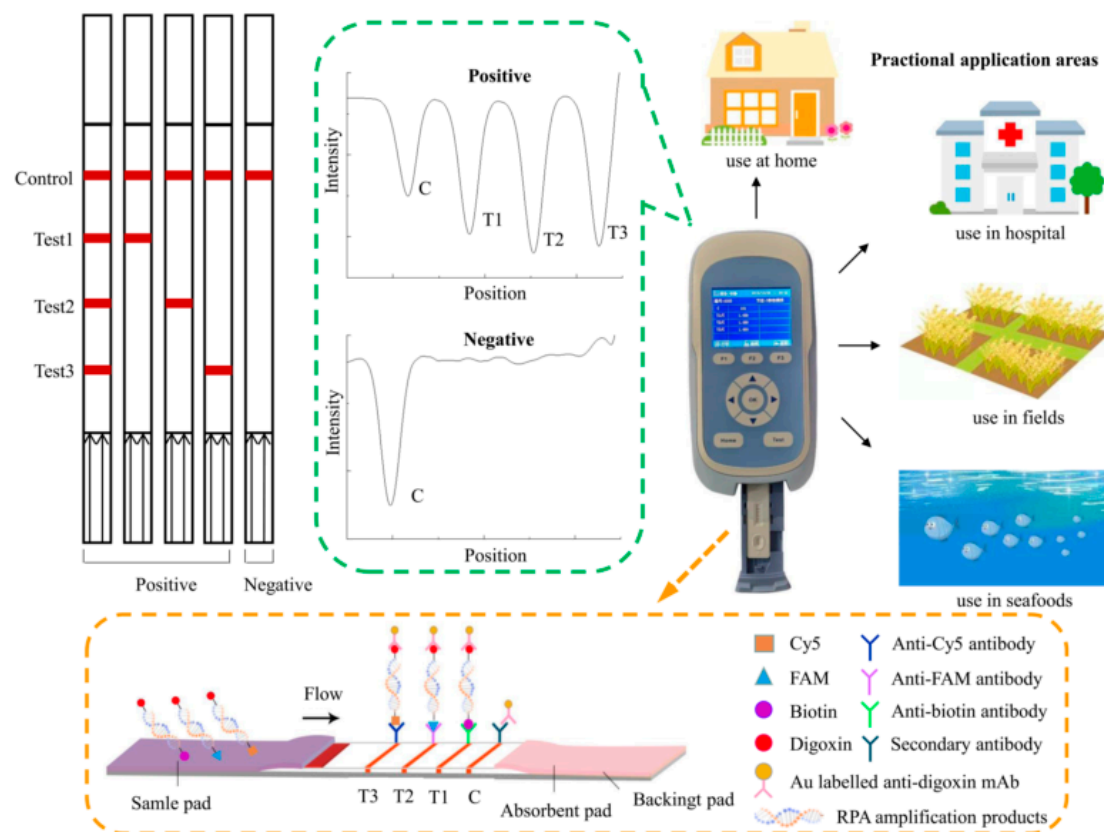 Control
Test1
Test2
Test3
Positive
Negative
Positive
Intensity
C
T1
T2
T3
Position
Negative
Intensity
C
Position
Practional application areas
use at home
use in hospital
use in fields
use in seafoods
F1
F2
F3
OK
Home
Test
Flow
Samle pad
T3
T2
T1
C
Absorbent pad
Backingt pad
Cy5
Anti-Cy5 antibody
FAM
Anti-FAM antibody
Biotin
Anti-biotin antibody
Digoxin
Secondary antibody
Au labelled anti-digoxin mAb
RPA amplification products